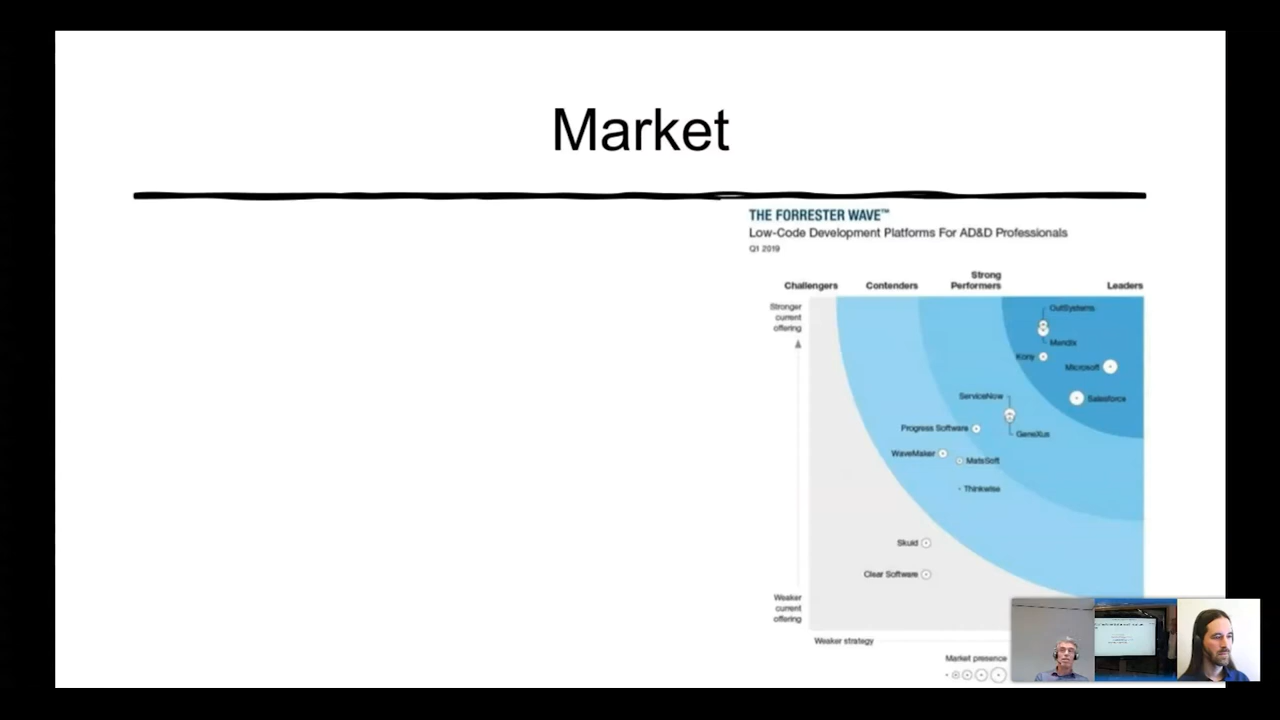 Market
THE FORRESTER WAVE™
Low-Code Development Platforms For AD&D Professionals
Q1 2019
Challengers
Contenders
Strong
Performers
Leaders
Stronger
current
offering
OutSystems
Mendix
Kony
Microsoft
Salesforce
ServiceNow
GeneXus
Progress Software
WaveMaker
MatsSoft
Thinkwise
Skuid
Clear Software
Weaker
current
offering
Weaker strategy
Market presence